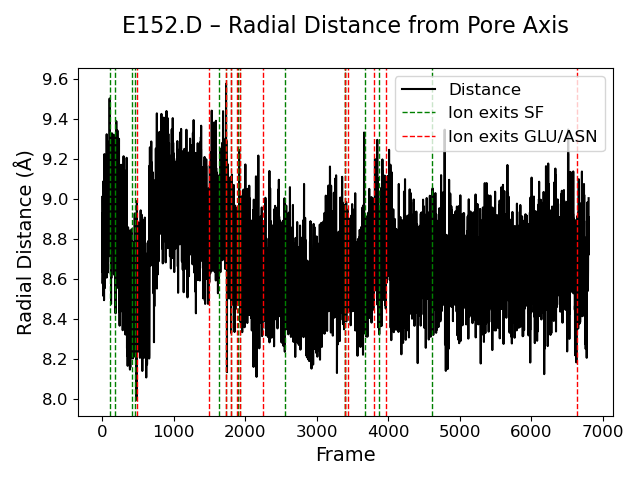 E152.D – Radial Distance from Pore Axis
Distance
Ion exits SF
Ion exits GLU/ASN
Radial Distance (Å)
9.6
9.4
9.2
9.0
8.8
8.6
8.4
8.2
8.0
0 1000 2000 3000 4000 5000 6000 7000
Frame